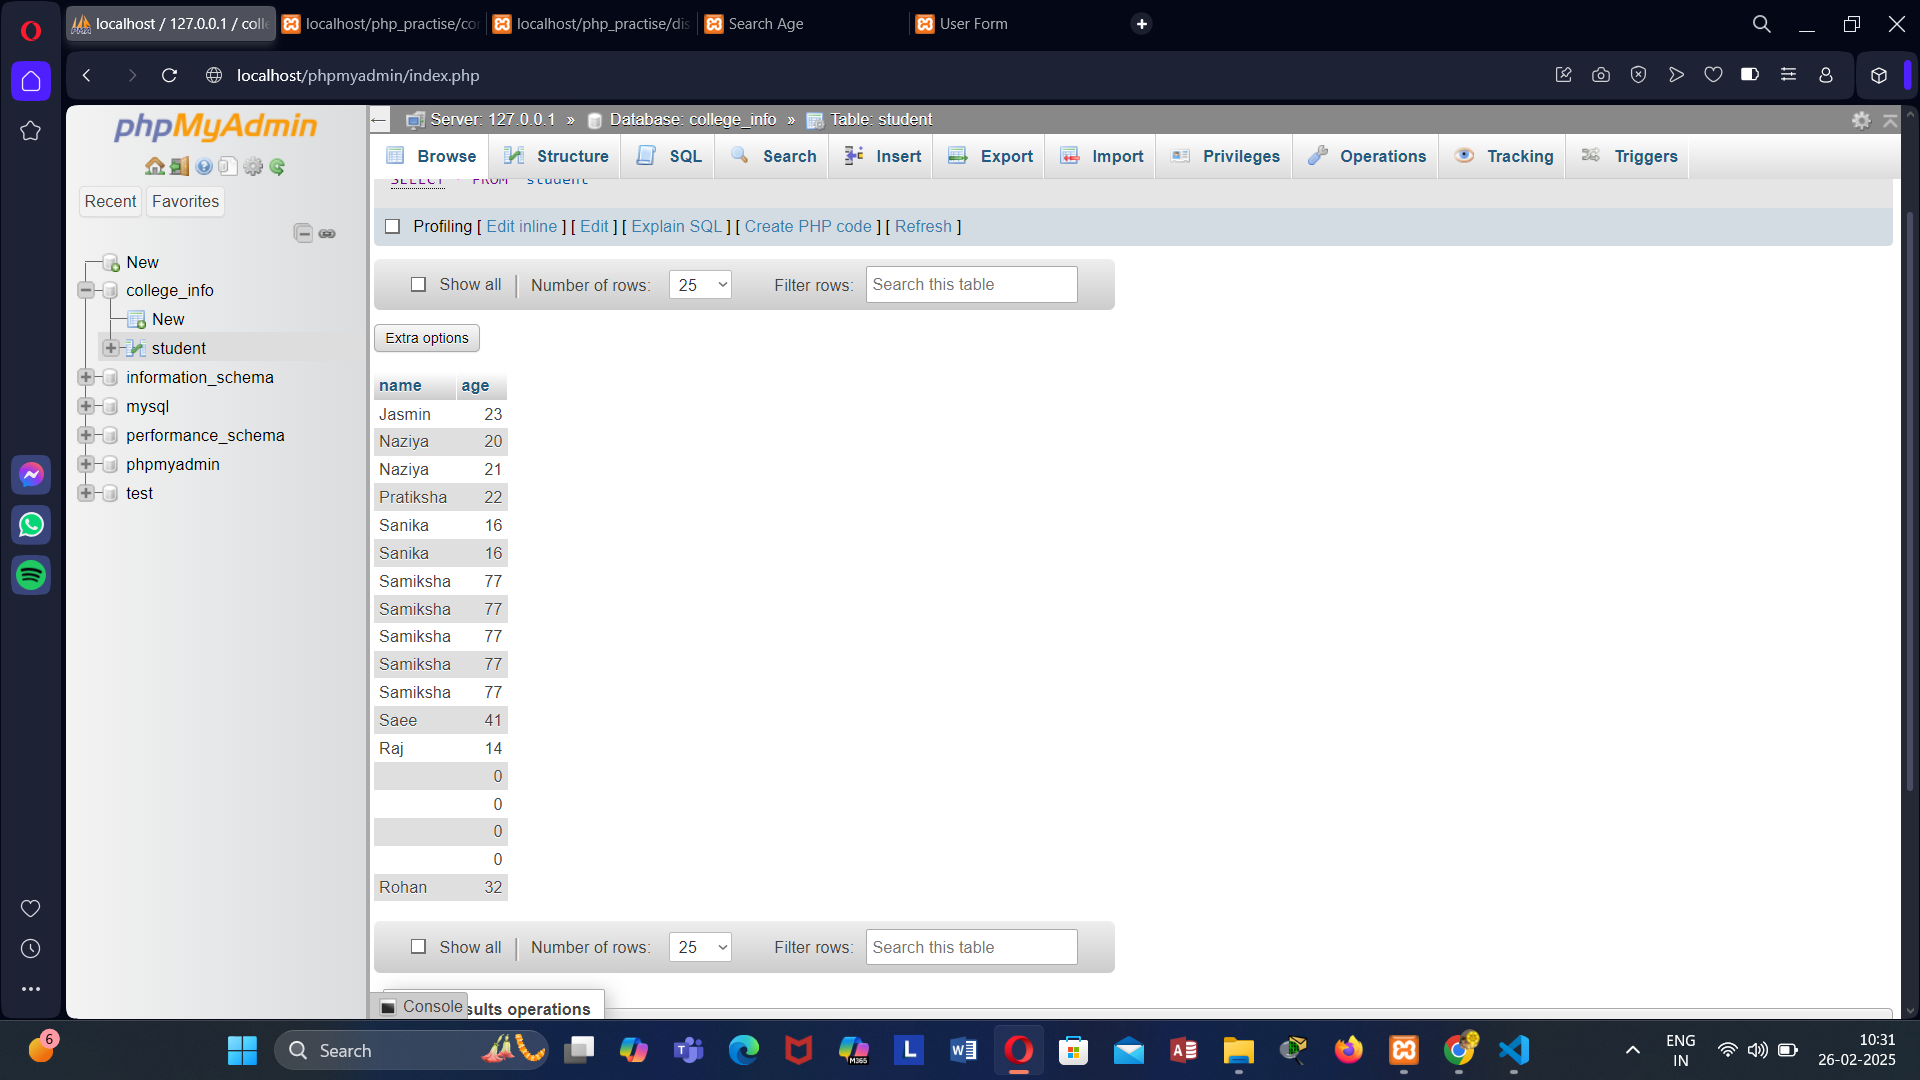 localhost / 127.0.0.1 / coll
localhost/php_practise/co
localhost/php_practise/dis
Search Age
User Form
localhost/phpmyadmin/index.php
phpMyAdmin
Recent
Favorites
New
college_info
New
student
information_schema
mysql
performance_schema
phpmyadmin
test
Server: 127.0.0.1 » Database: college_info » Table: student
Browse
Structure
SQL
Search
Insert
Export
Import
Privileges
Operations
Tracking
Triggers
SELECT * FROM `student`
Profiling [ Edit inline ] [ Edit ] [ Explain SQL ] [ Create PHP code ] [ Refresh ]
Show all
Number of rows: 25
Filter rows: Search this table
Extra options
name age
Jasmin 23
Naziya 20
Naziya 21
Pratiksha 22
Sanika 16
Sanika 16
Samiksha 77
Samiksha 77
Samiksha 77
Samiksha 77
Samiksha 77
Saee 41
Raj 14
0
0
0
0
Rohan 32
Show all
Number of rows: 25
Filter rows: Search this table
Console
sults operations
6
Search
M365
L
ENG
IN
10:31
26-02-2025